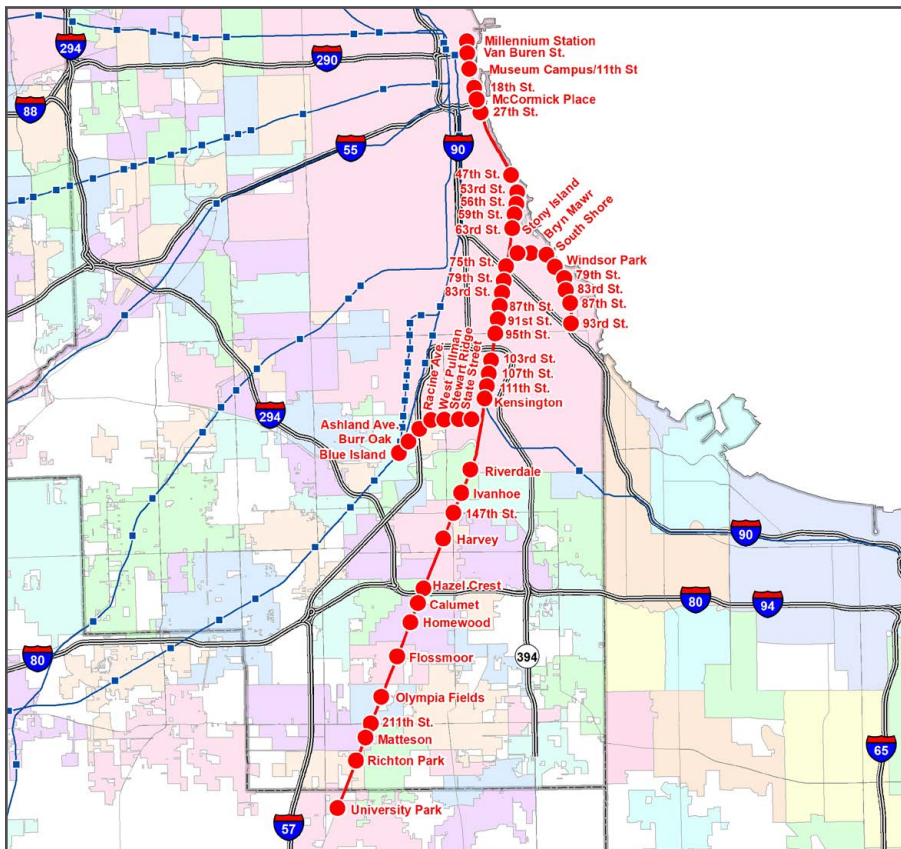 294
290
88
55
90
Millennium Station
Van Buren St.
Museum Campus/11th St
18th St.
McCormick Place
27th St.
47th St.
53rd St.
56th St.
59th St.
63rd St.
Stony Island
Bryn Mawr
South Shore
Windsor Park
75th St.
79th St.
83rd St.
87th St.
91st St.
95th St.
79th St.
83rd St.
87th St.
93rd St.
103rd St.
107th St.
111th St.
Kensington
Racine Ave.
West Pullman
Stewart Ridge
State Street
294
Ashland Ave.
Burr Oak
Blue Island
Riverdale
Ivanhoe
147th St.
Harvey
90
Hazel Crest
Calumet
Homewood
80
94
80
Flossmoor
394
Olympia Fields
211th St.
Matteson
Richton Park
65
University Park
57